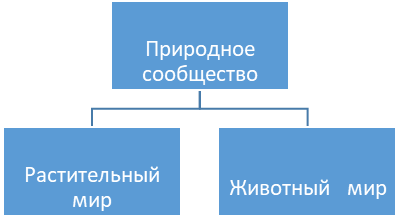 Природное
сообщество
Растительный
мир
Животный мир